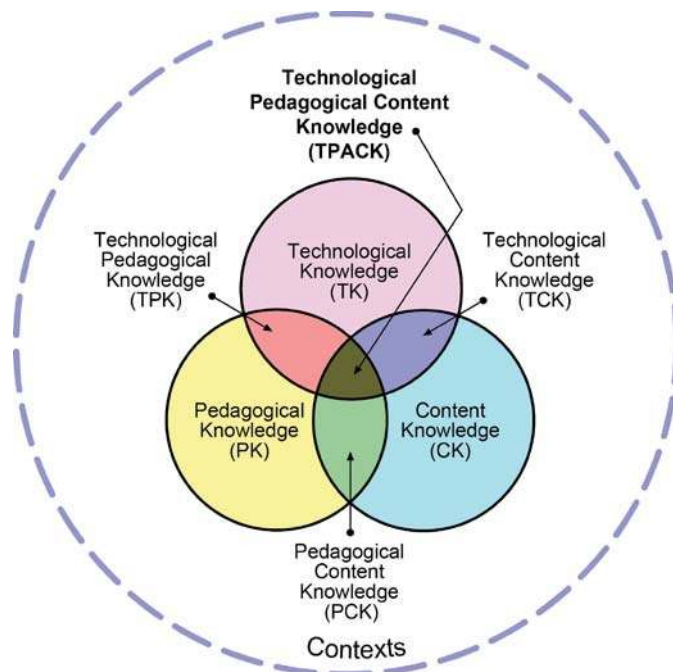 Technological
Pedagogical Content
Knowledge
(TPACK)
Technological
Pedagogical
Knowledge
(TPK)
Technological
Knowledge
(TK)
Technological
Content
Knowledge
(TCK)
Pedagogical
Knowledge
(PK)
Content
Knowledge
(CK)
Pedagogical
Content
Knowledge
(PCK)
Contexts